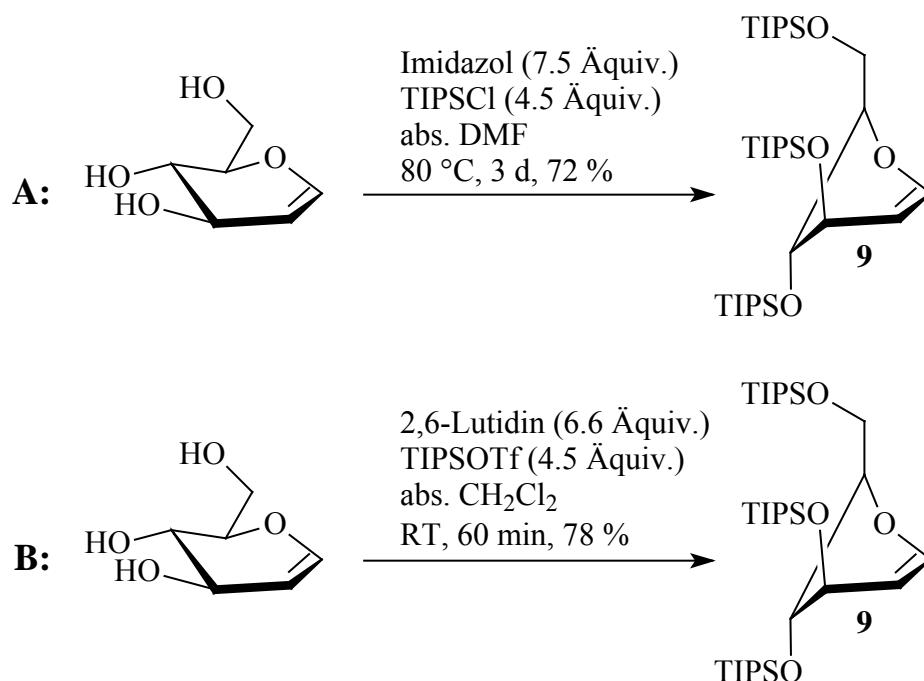 A:
HO
HO
HO
O
Imidazol (7.5 Äquiv.)
TIPSCl (4.5 Äquiv.)
abs. DMF
80 °C, 3 d, 72 %
TIPSO
TIPSO
O
9
TIPSO
B:
HO
HO
HO
O
2,6-Lutidin (6.6 Äquiv.)
TIPSOTf (4.5 Äquiv.)
abs. CH₂Cl₂
RT, 60 min, 78 %
TIPSO
TIPSO
O
9
TIPSO